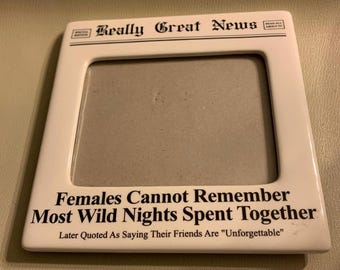 Really Great News
Females Cannot Remember
Most Wild Nights Spent Together
Later Quoted As Saying Their Friends Are "Unforgettable"